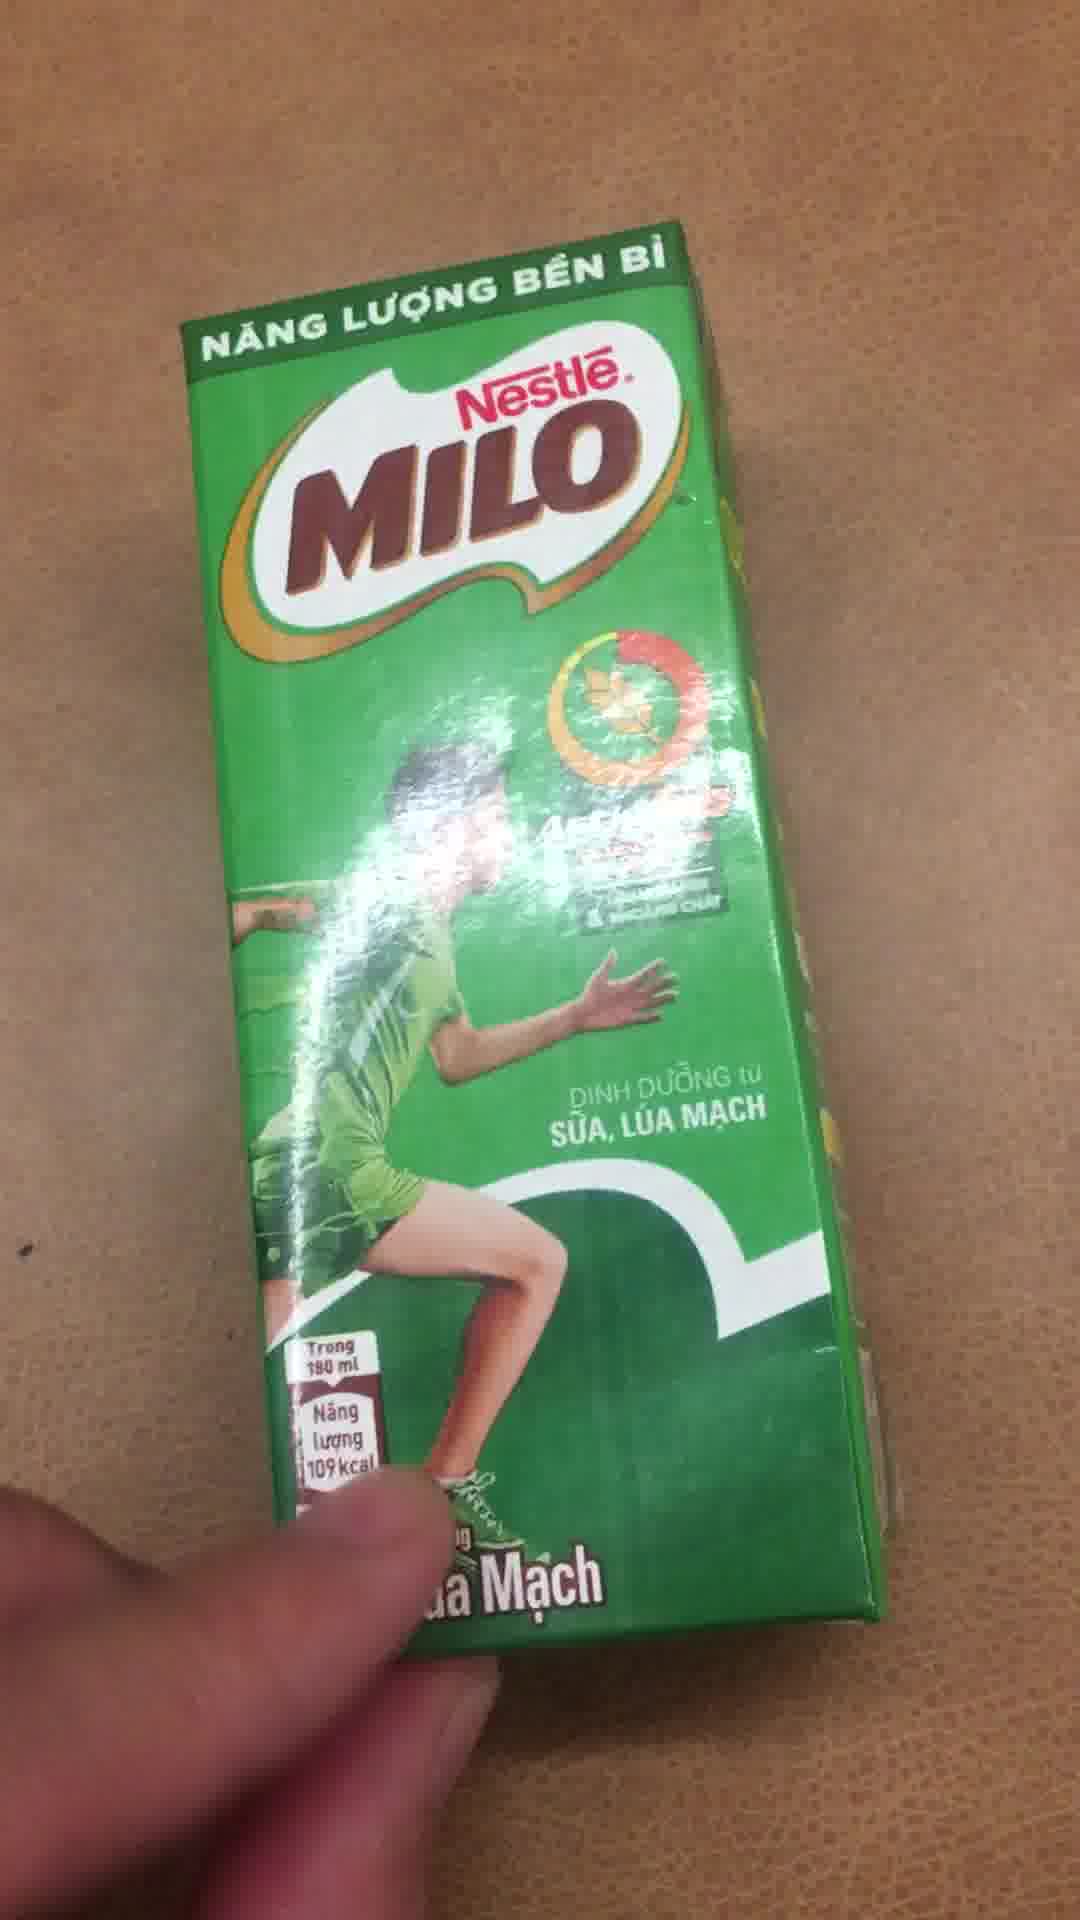 NĂNG LƯỢNG BỀN BỈ
Nestlé
MILO
DINH DƯỠNG từ
SỮA, LÚA MẠCH
Trong
180 ml
Năng
lượng
109 kcal
Mạch